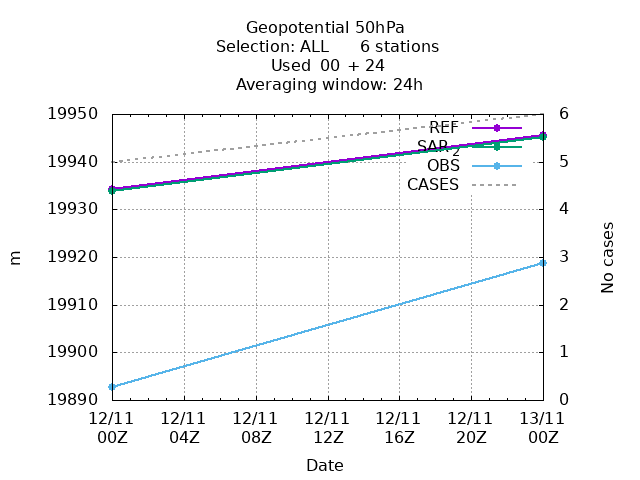 Geopotential 50hPa
Selection: ALL      6 stations
Used  00  + 24
Averaging window: 24h
19950
19940
19930
19920
19910
19900
19890
m
6
5
4
3
2
1
0
No cases
REF
SAR_2
OBS
CASES
12/11 00Z
12/11 04Z
12/11 08Z
12/11 12Z
12/11 16Z
12/11 20Z
13/11 00Z
Date